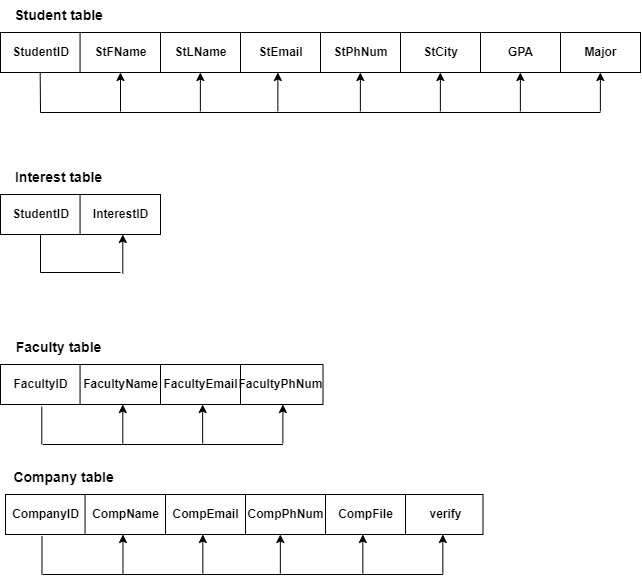 Student table
StudentID StFName StLName StEmail StPhNum StCity GPA Major
Interest table
StudentID InterestID
Faculty table
FacultyID FacultyName FacultyEmail FacultyPhNum
Company table
CompanyID CompName CompEmail CompPhNum CompFile verify